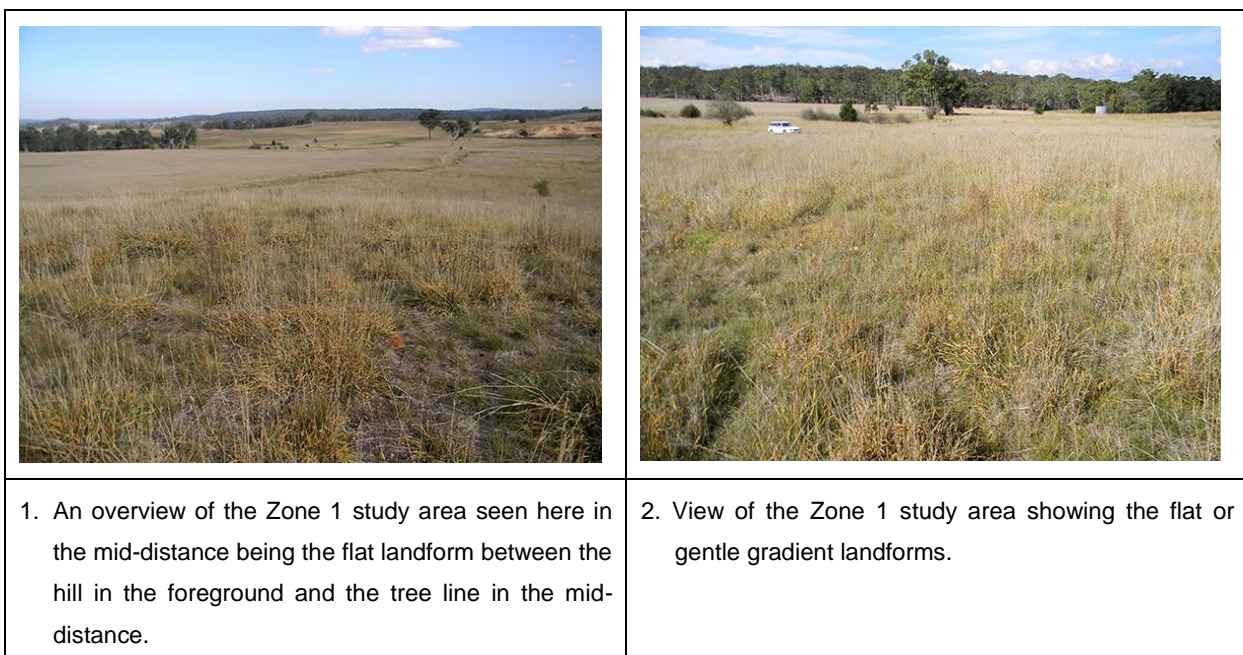 1. An overview of the Zone 1 study area seen here in
the mid-distance being the flat landform between the
hill in the foreground and the tree line in the mid-
distance.
2. View of the Zone 1 study area showing the flat or
gentle gradient landforms.